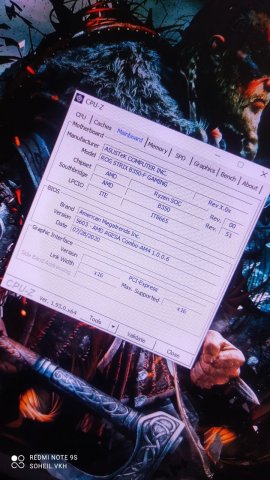 CPU-Z
CPU Caches Mainboard Memory SPD Graphics Bench About
Motherboard
Manufacturer ASUSTeK COMPUTER INC.
Model ROG STRIX B350-F GAMING Rev X.0x
Chipset AMD Ryzen SOC Rev. 00
Southbridge AMD B350 Rev. 51
LPCIO ITE IT8665
BIOS
Brand American Megatrends Inc.
Version 5603 - AMD AGESA Combo-AM4 1.0.0.6
Date 07/28/2020
Graphic Interface
Version PCI-Express
Link Width x16 Max. Supported x16
CPU-Z Ver. 1.93.0.x64 Tools Validate Close
REDMI NOTE 9S
SOHEIL.VKH